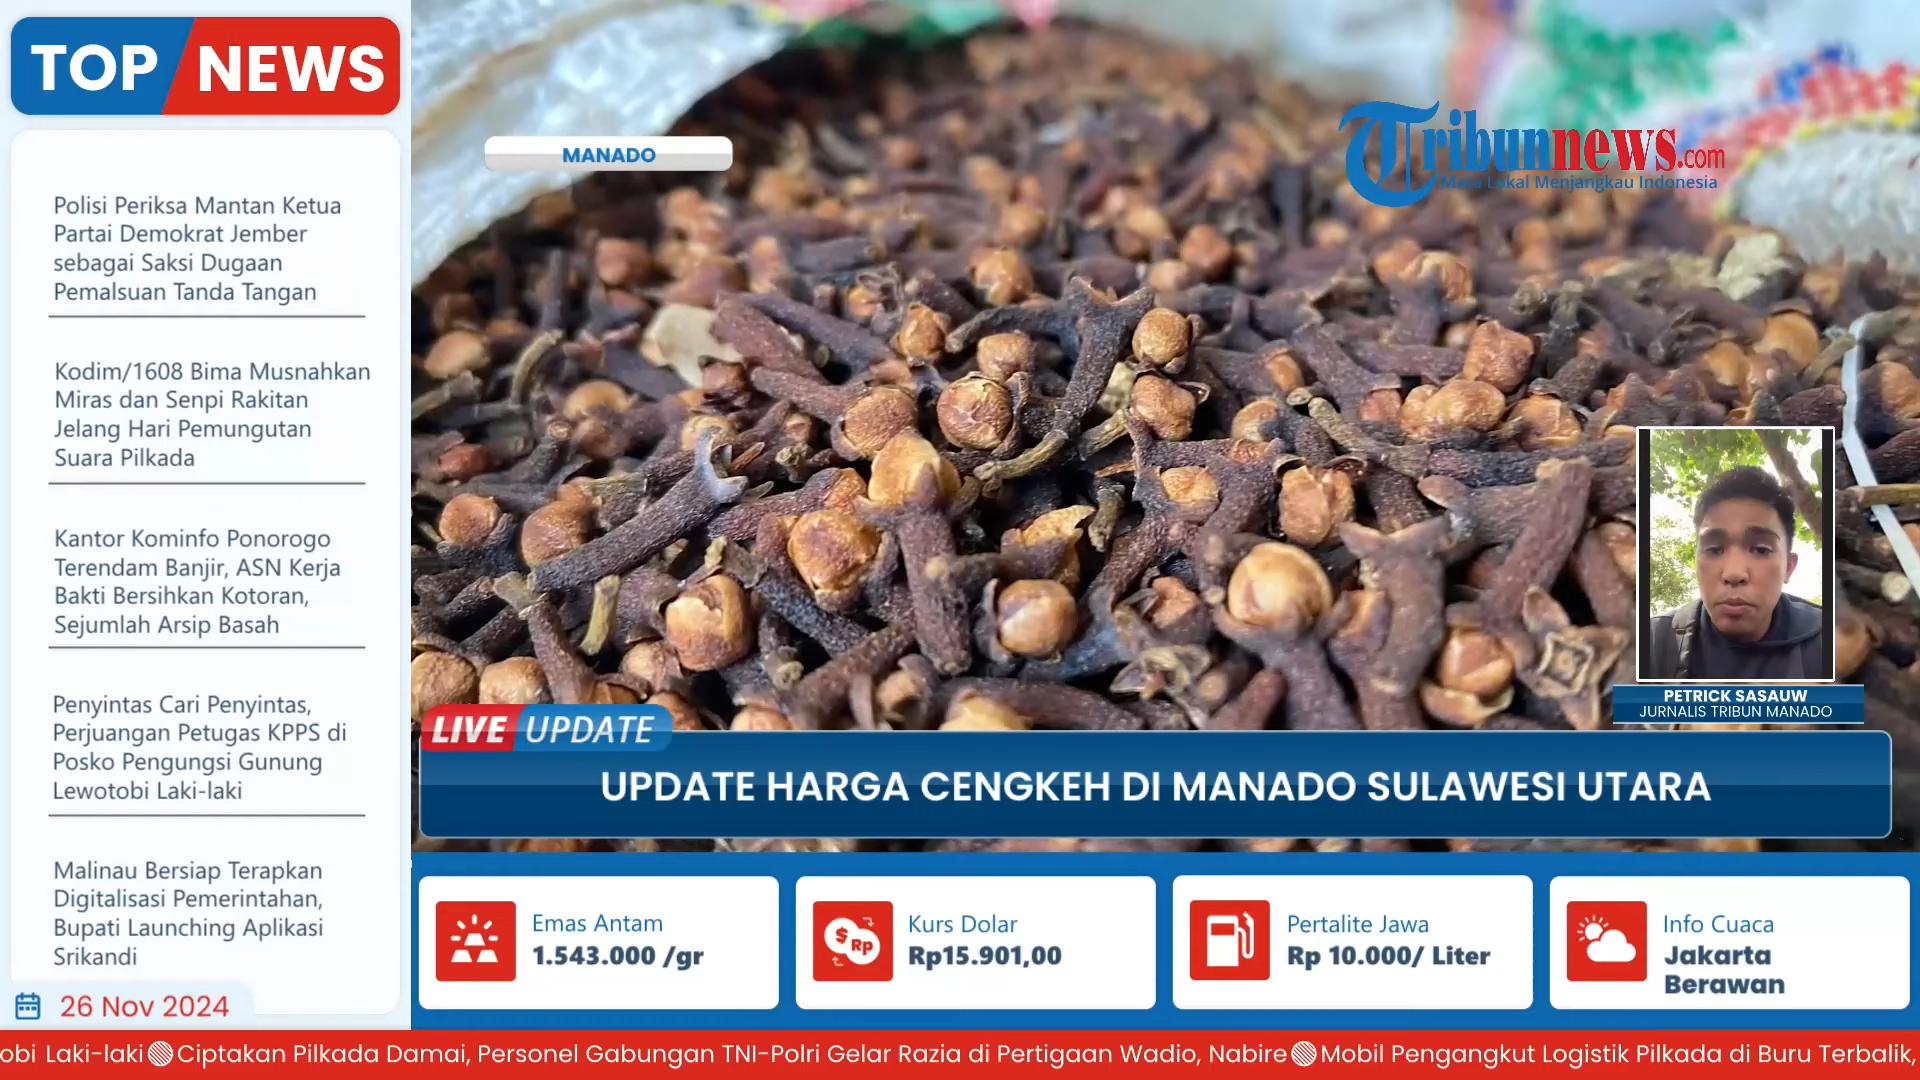 TOP NEWS
Polisi Periksa Mantan Ketua
Partai Demokrat Jember
sebagai Saksi Dugaan
Pemalsuan Tanda Tangan
Kodim/1608 Bima Musnahkan
Miras dan Senpi Rakitan
Jelang Hari Pemungutan
Suara Pilkada
Kantor Kominfo Ponorogo
Terendam Banjir, ASN Kerja
Bakti Bersihkan Kotoran,
Sejumlah Arsip Basah
Penyintas Cari Penyintas,
Perjuangan Petugas KPPS di
Posko Pengungsi Gunung
Lewotobi Laki-laki
Malinau Bersiap Terapkan
Digitalisasi Pemerintahan,
Bupati Launching Aplikasi
Srikandi
26 Nov 2024
MANADO
Tribunnews.com
Mata Lokal Menjangkau Indonesia
PETRICK SASAUW
JURNALIS TRIBUN MANADO
LIVE UPDATE
UPDATE HARGA CENGKEH DI MANADO SULAWESI UTARA
Emas Antam
1.543.000 /gr
Kurs Dolar
$ Rp
Rp15.901,00
Pertalite Jawa
Rp 10.000/ Liter
Info Cuaca
Jakarta
Berawan
obi Laki-laki Ciptakan Pilkada Damai, Personel Gabungan TNI-Polri Gelar Razia di Pertigaan Wadio, Nabire Mobil Pengangkut Logistik Pilkada di Buru Terbalik,